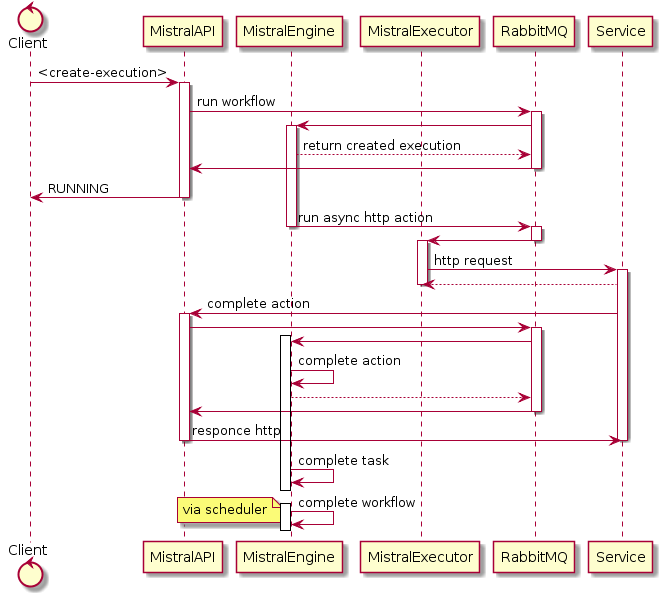 Client
MistralAPI
MistralEngine
MistralExecutor
RabbitMQ
Service
<create-execution>
run workflow
return created execution
RUNNING
run async http action
http request
complete action
complete action
responce http
complete task
via scheduler
complete workflow
Client
MistralAPI
MistralEngine
MistralExecutor
RabbitMQ
Service